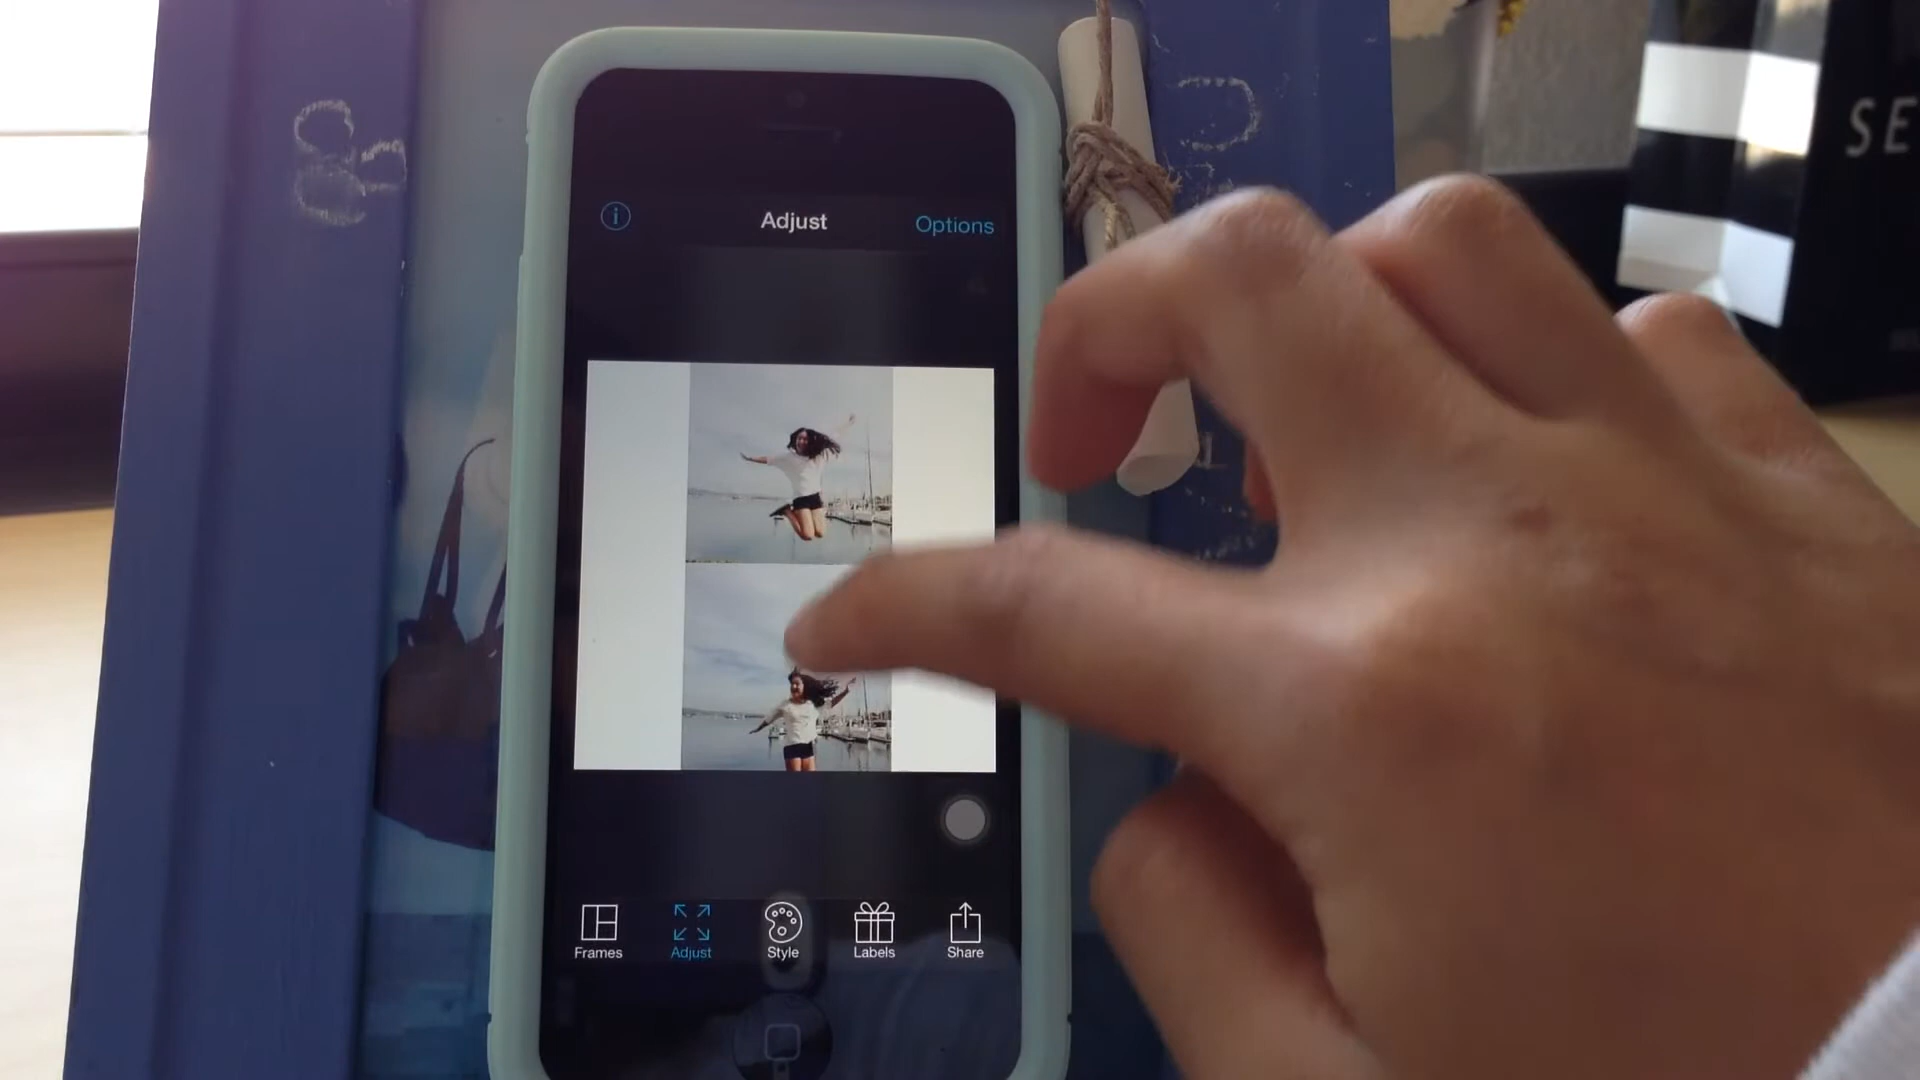 i
Adjust
Options
SE
Frames
Adjust
Style
Labels
Share